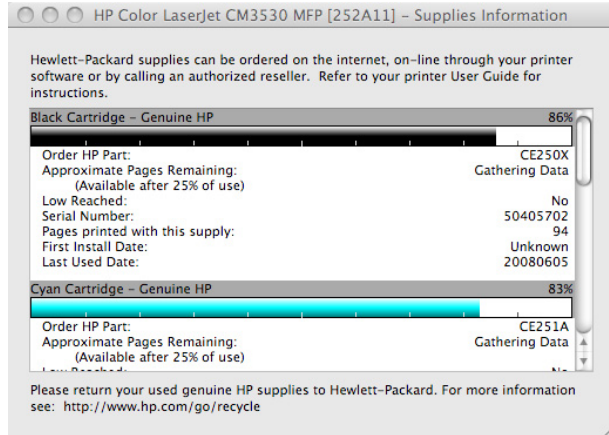 HP Color LaserJet CM3530 MFP [252A11] – Supplies Information
Hewlett-Packard supplies can be ordered on the internet, on-line through your printer
software or by calling an authorized reseller.  Refer to your printer User Guide for
instructions.
Black Cartridge – Genuine HP 86%
Order HP Part: CE250X
Approximate Pages Remaining: Gathering Data
(Available after 25% of use)
Low Reached: No
Serial Number: 50405702
Pages printed with this supply: 94
First Install Date: Unknown
Last Used Date: 20080605
Cyan Cartridge – Genuine HP 83%
Order HP Part: CE251A
Approximate Pages Remaining: Gathering Data
(Available after 25% of use)
Low Reached: No
Please return your used genuine HP supplies to Hewlett-Packard. For more information
see:  http://www.hp.com/go/recycle